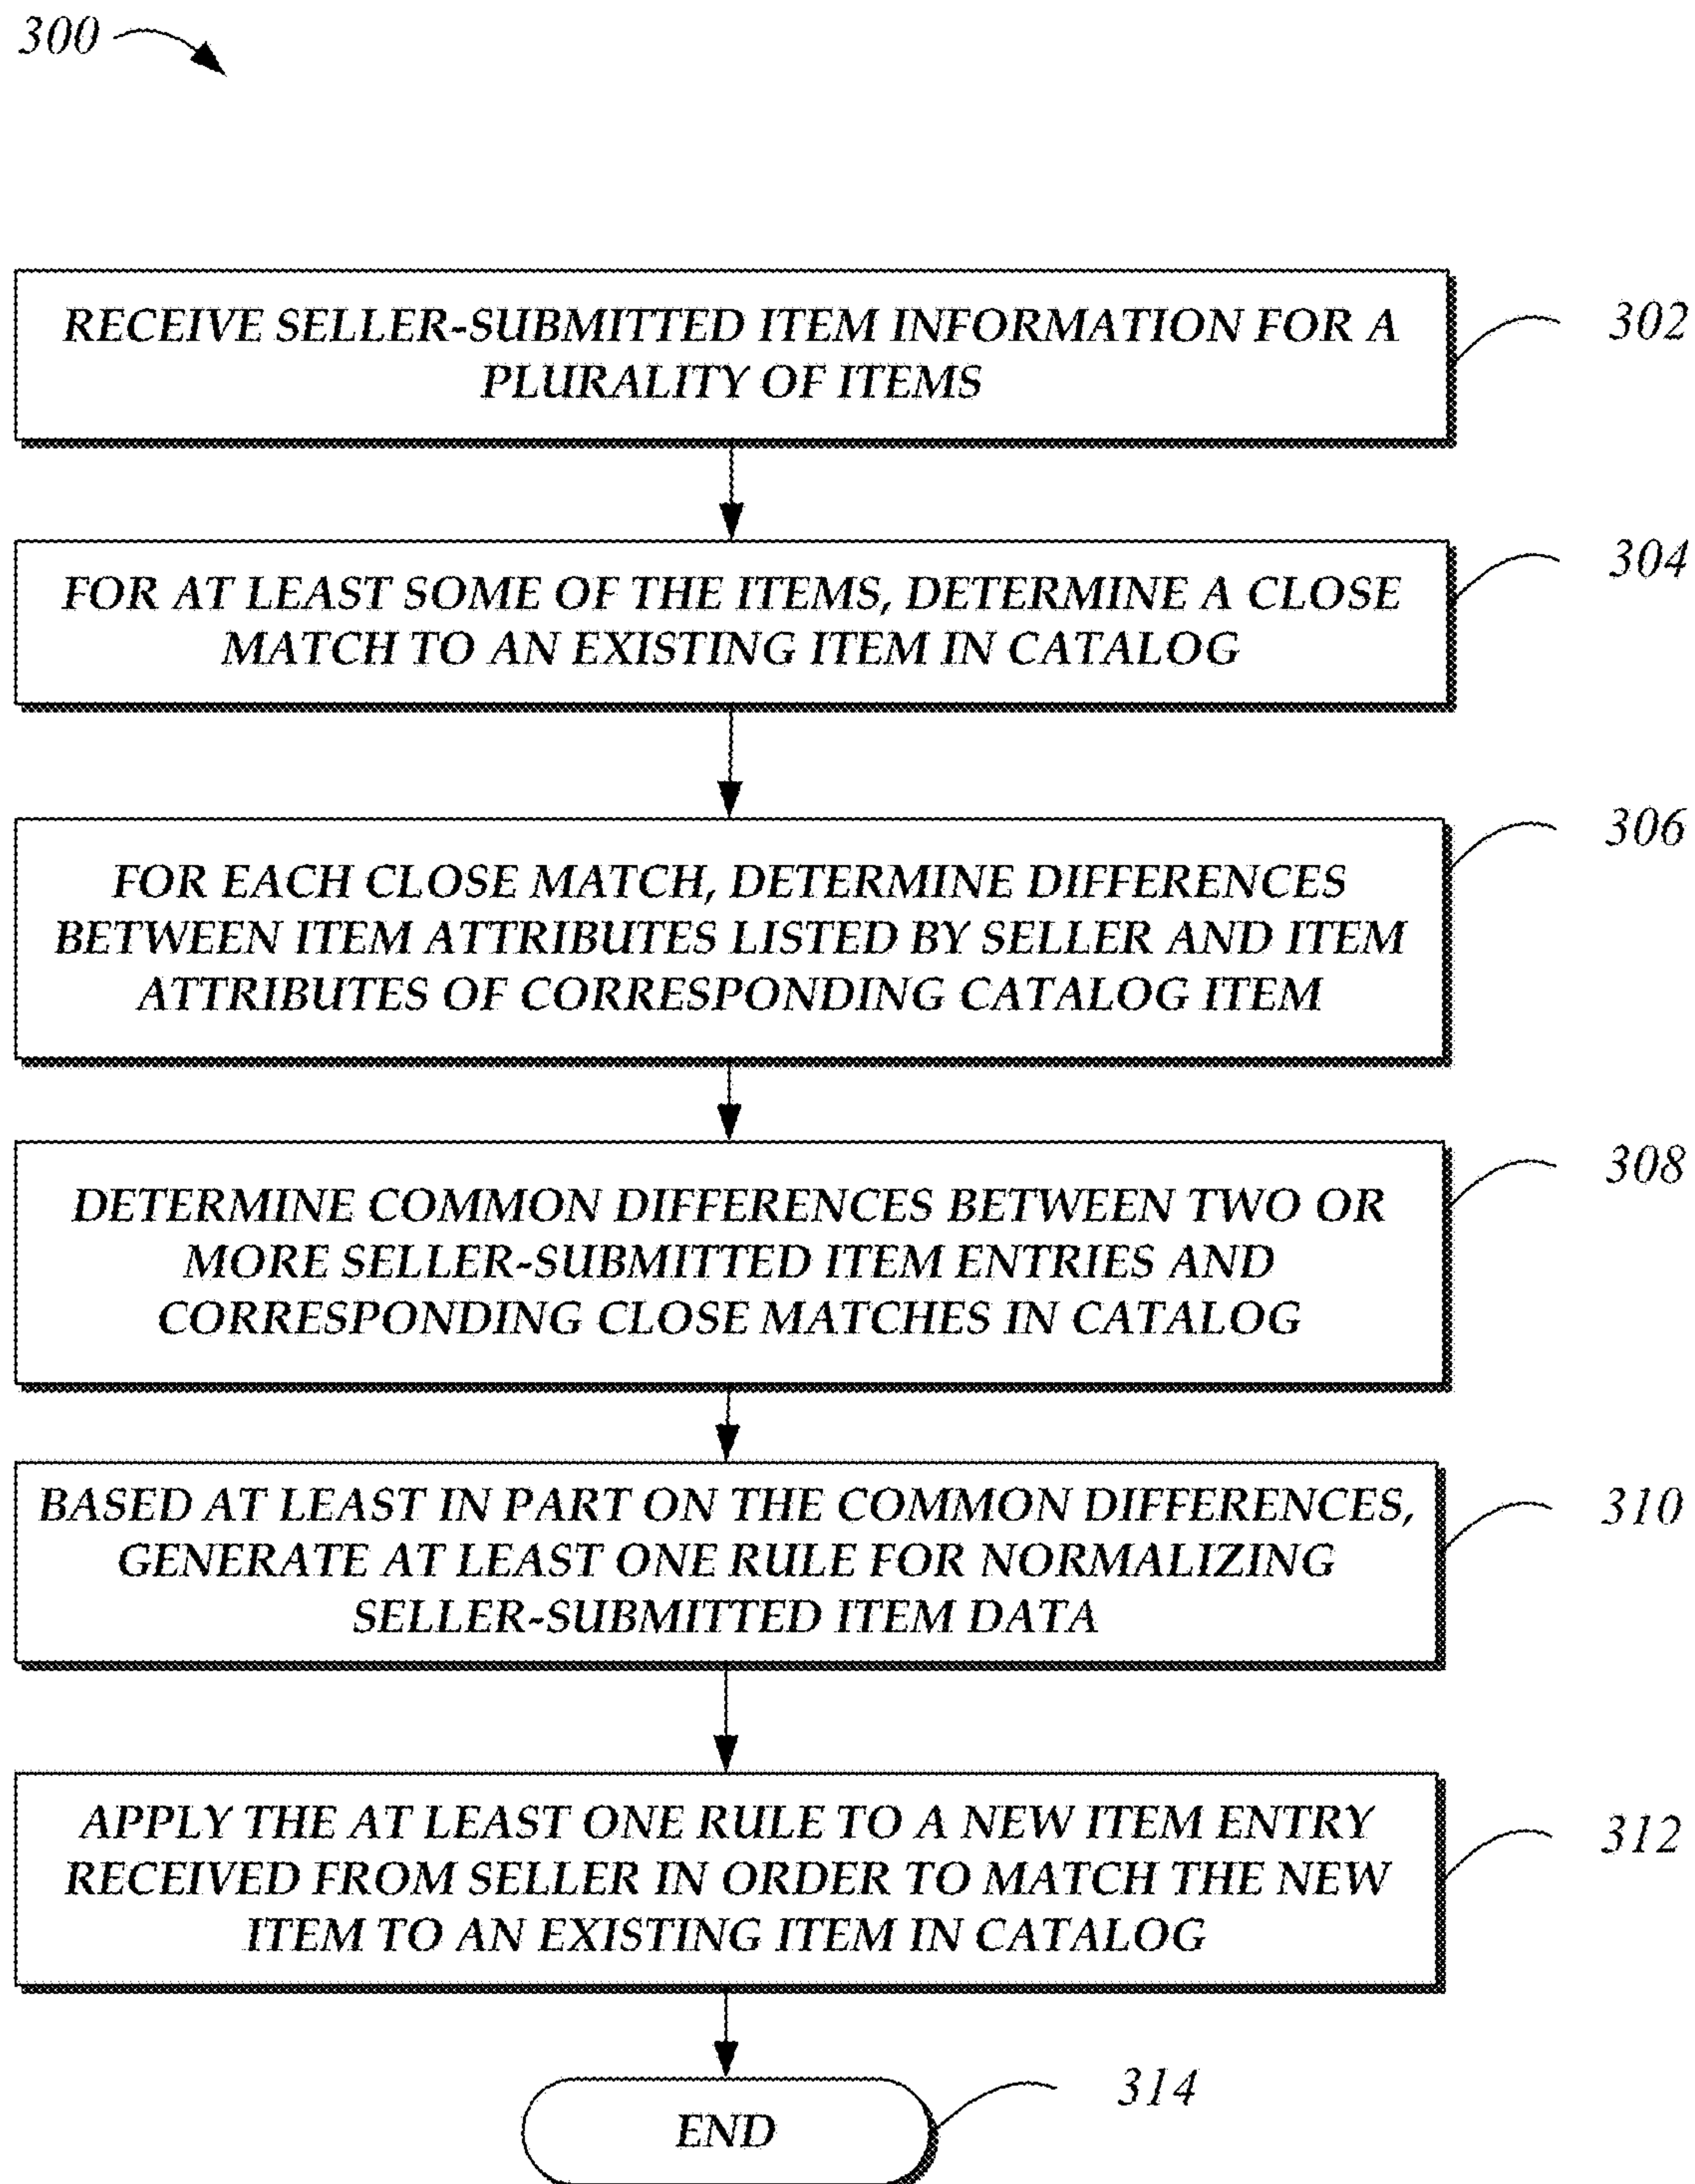 300
RECEIVE SELLER-SUBMITTED ITEM INFORMATION FOR A
PLURALITY OF ITEMS
302
FOR AT LEAST SOME OF THE ITEMS, DETERMINE A CLOSE
MATCH TO AN EXISTING ITEM IN CATALOG
304
FOR EACH CLOSE MATCH, DETERMINE DIFFERENCES
BETWEEN ITEM ATTRIBUTES LISTED BY SELLER AND ITEM
ATTRIBUTES OF CORRESPONDING CATALOG ITEM
306
DETERMINE COMMON DIFFERENCES BETWEEN TWO OR
MORE SELLER-SUBMITTED ITEM ENTRIES AND
CORRESPONDING CLOSE MATCHES IN CATALOG
308
BASED AT LEAST IN PART ON THE COMMON DIFFERENCES,
GENERATE AT LEAST ONE RULE FOR NORMALIZING
SELLER-SUBMITTED ITEM DATA
310
APPLY THE AT LEAST ONE RULE TO A NEW ITEM ENTRY
RECEIVED FROM SELLER IN ORDER TO MATCH THE NEW
ITEM TO AN EXISTING ITEM IN CATALOG
312
END
314